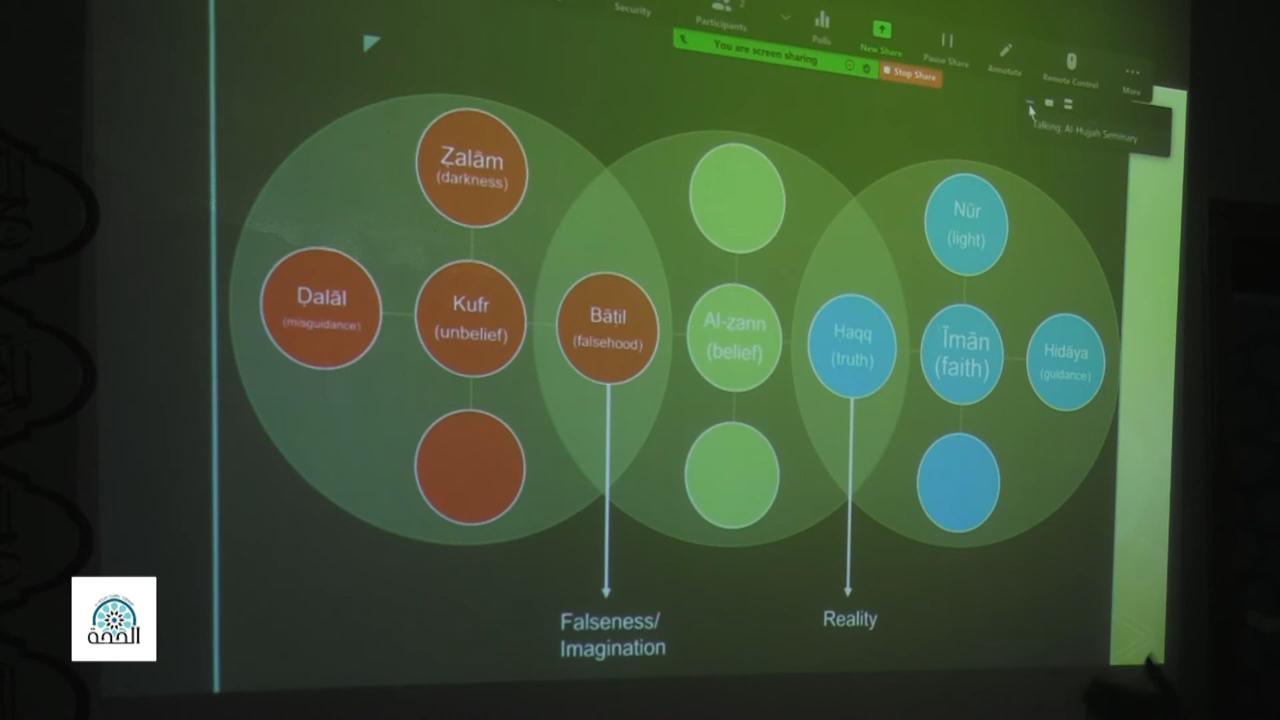 Security
Participants
2
Polls
New Share
Pause Share
Annotate
Remote Control
More
You are screen sharing
Stop Share
Talking: Al-Hujjah Seminary
Ẓalām
(darkness)
Ḍalāl
(misguidance)
Kufr
(unbelief)
Bāṭil
(falsehood)
Al-zann
(belief)
Ḥaqq
(truth)
Nūr
(light)
Īmān
(faith)
Hidāya
(guidance)
Falseness/
Imagination
Reality
الحجة